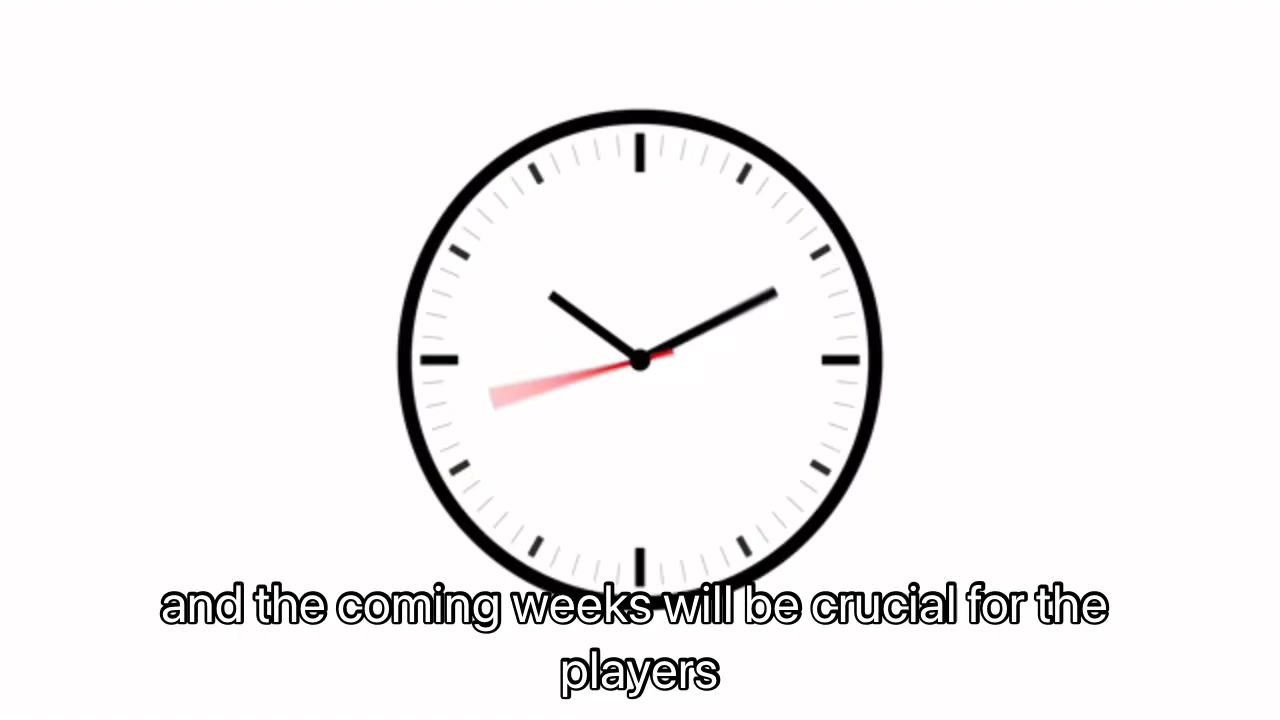 and the coming weeks will be crucial for the
players